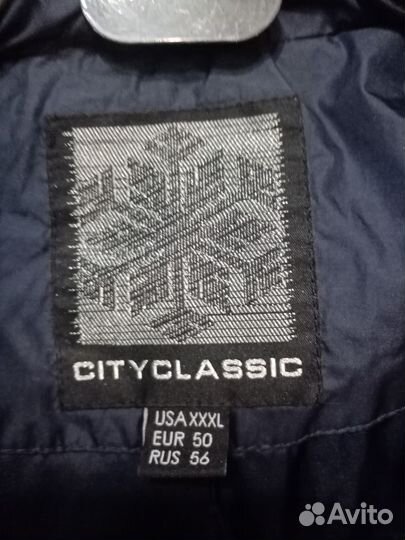 CITYCLASSIC
USA XXXL
EUR 50
RUS 56
Avito